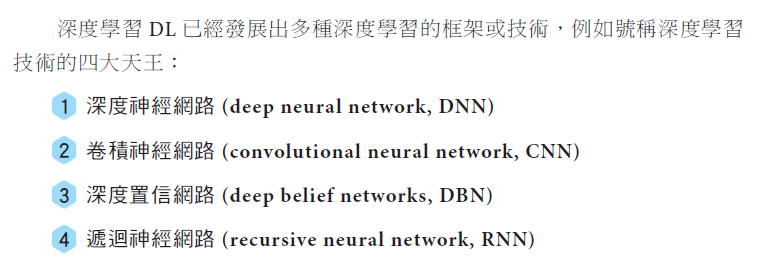 深度學習 DL 已經發展出多種深度學習的框架或技術，例如號稱深度學習
技術的四大天王：
1 深度神經網路 (deep neural network, DNN)
2 卷積神經網路 (convolutional neural network, CNN)
3 深度置信網路 (deep belief networks, DBN)
4 遞迴神經網路 (recursive neural network, RNN)